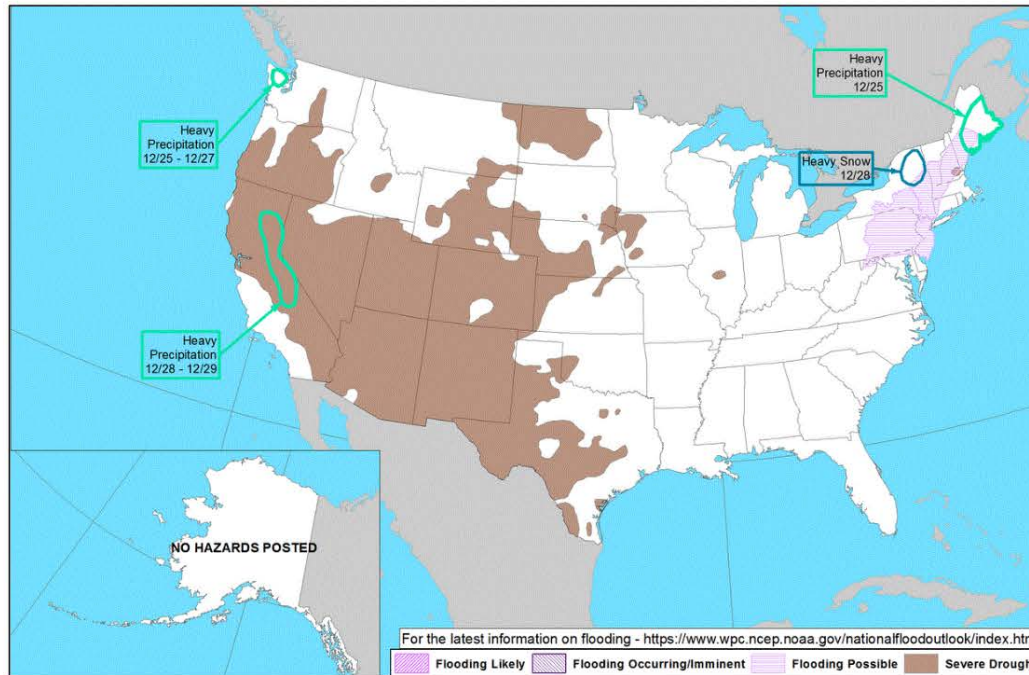 Heavy
Precipitation
12/25
Heavy
Precipitation
12/25 - 12/27
Heavy Snow
12/28
Heavy
Precipitation
12/28 - 12/29
NO HAZARDS POSTED
For the latest information on flooding - https://www.wpc.ncep.noaa.gov/nationalfloodoutlook/index.htm
Flooding Likely Flooding Occurring/Imminent Flooding Possible Severe Drough